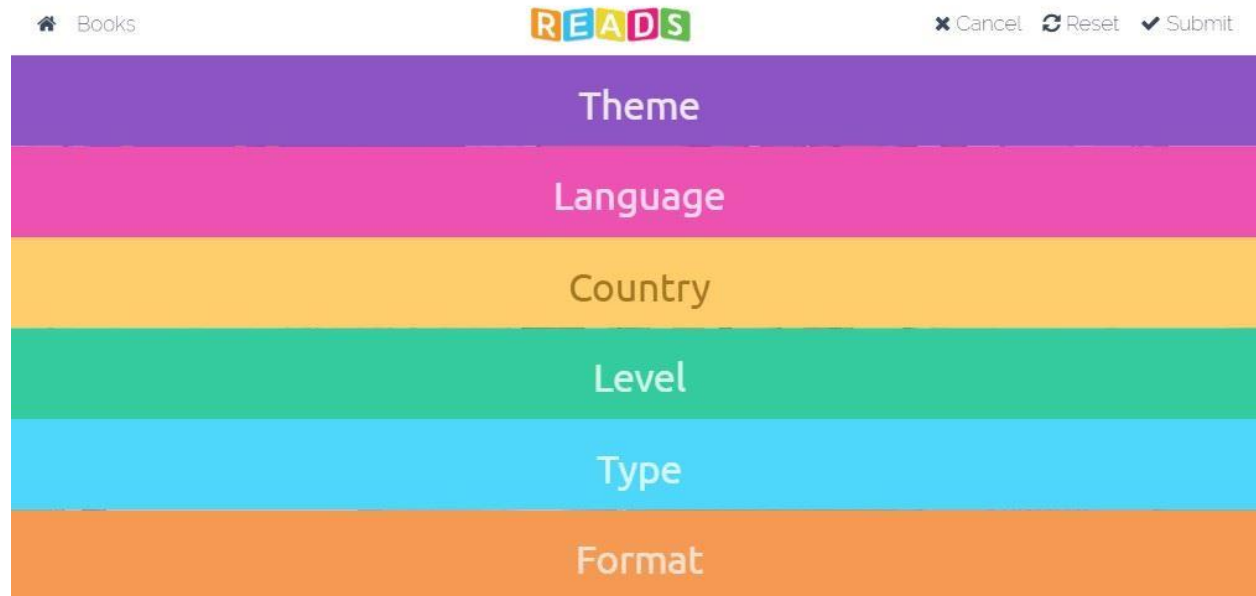 Books READS Cancel Reset Submit
Theme
Language
Country
Level
Type
Format